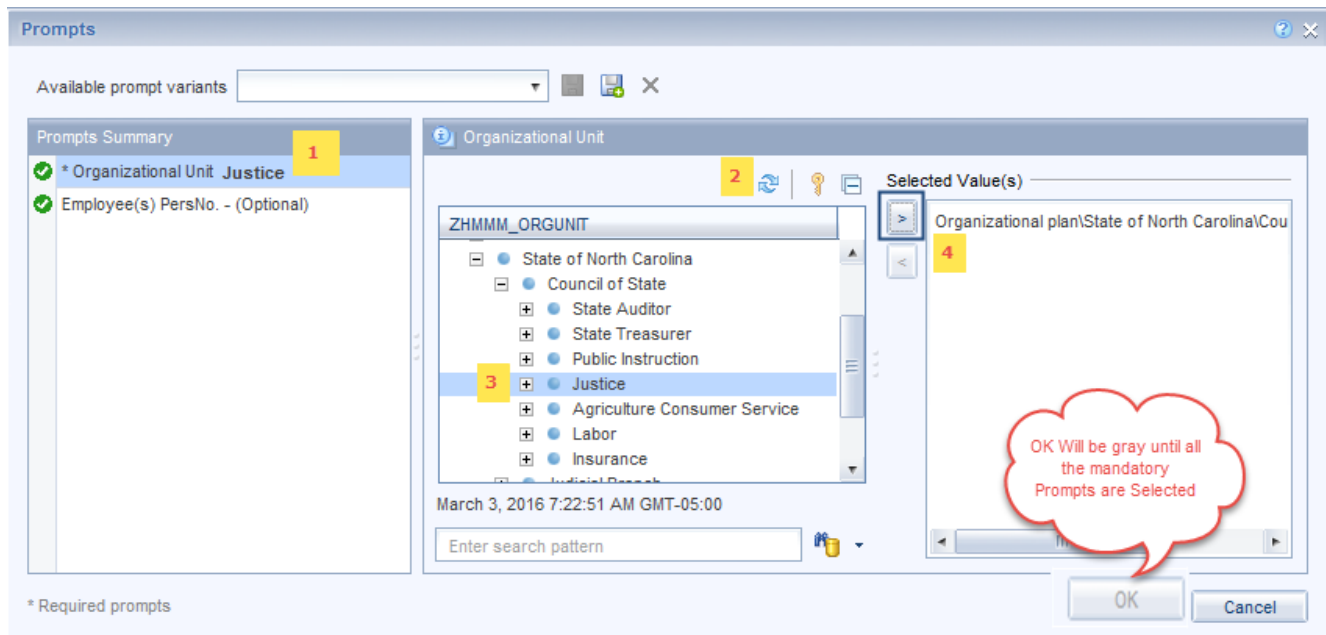 Prompts
Available prompt variants
Prompts Summary
1
* Organizational Unit Justice
Employee(s) PersNo. - (Optional)
Organizational Unit
2
Selected Value(s)
ZHMMM_ORGUNIT
>
Organizational plan\State of North Carolina\Cou
<
4
State of North Carolina
Council of State
State Auditor
State Treasurer
Public Instruction
3
Justice
Agriculture Consumer Service
Labor
Insurance
Judicial Branch
March 3, 2016 7:22:51 AM GMT-05:00
Enter search pattern
OK Will be gray until all
the mandatory
Prompts are Selected
* Required prompts
OK
Cancel